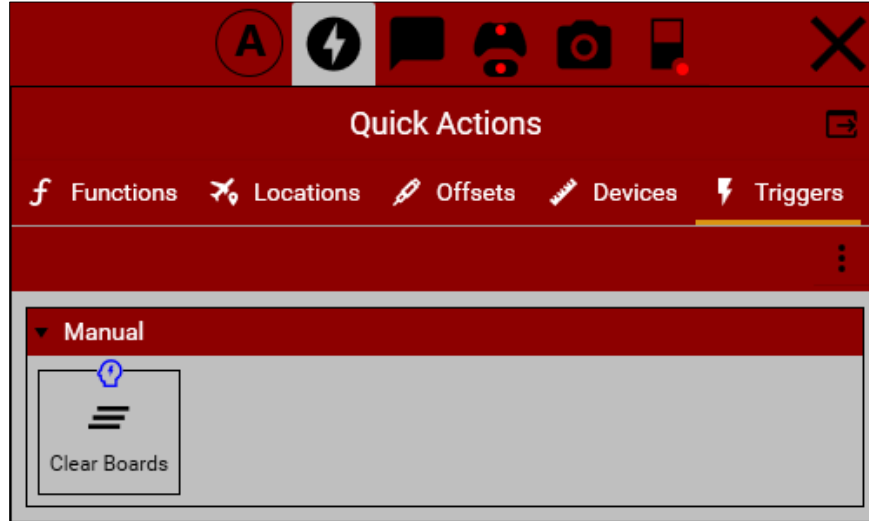 A
Quick Actions
Functions Locations Offsets Devices Triggers
Manual
Clear Boards